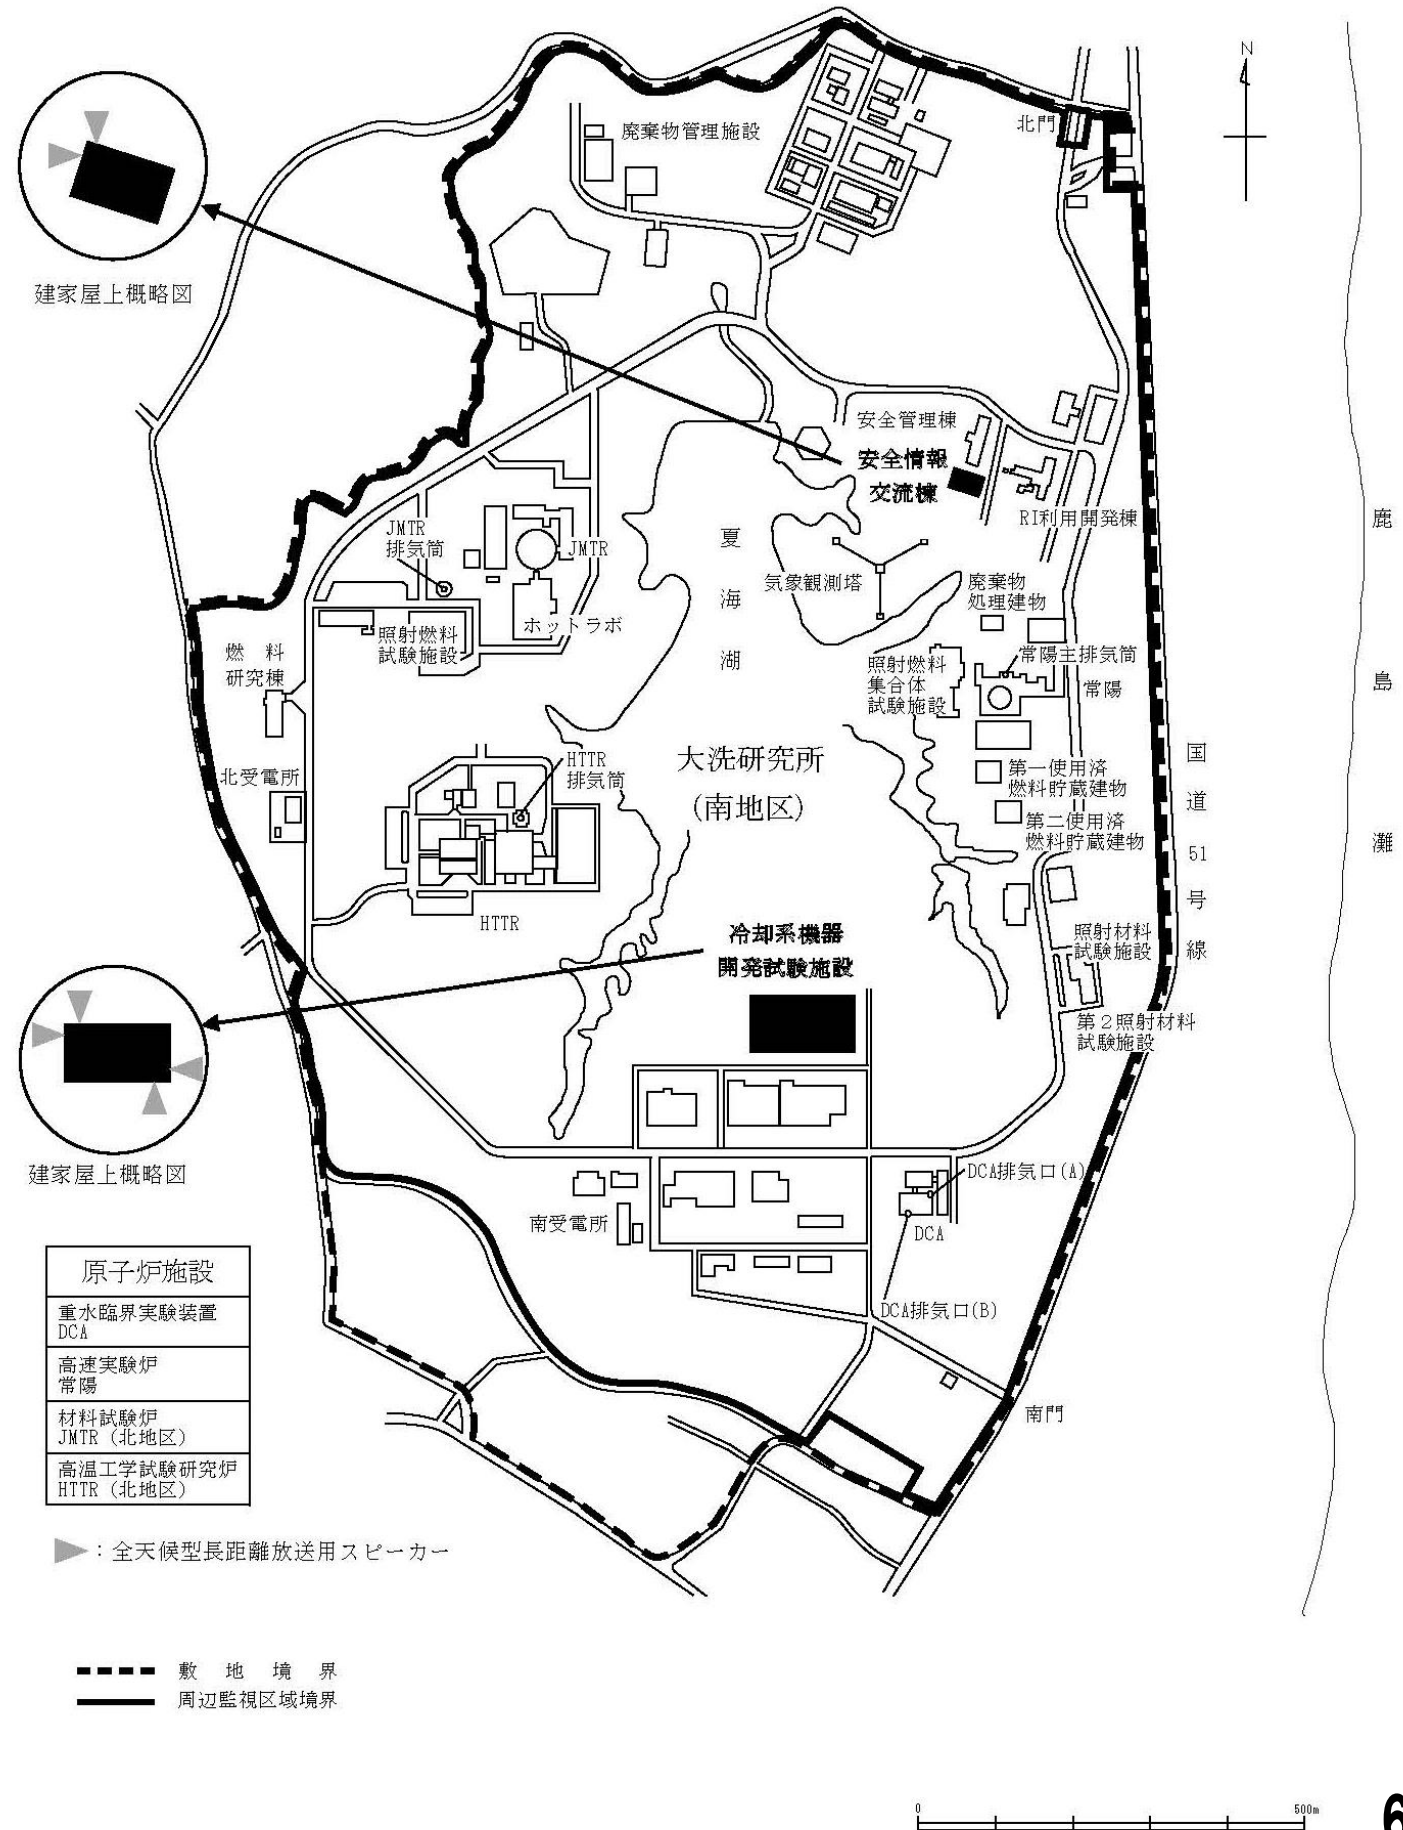 N
北門
廃棄物管理施設
建家屋上概略図
安全管理棟
安全情報
交流棟
RI利用開発棟
鹿島灘
JMTR
排気筒
JMTR
夏海湖
気象観測塔
廃棄物
処理建物
ホットラボ
照射燃料
試験施設
燃料
研究棟
照射燃料
集合体
試験施設
常陽主排気筒
常陽
北受電所
HTTR
排気筒
大洗研究所
(南地区)
国道51号線
第一使用済
燃料貯蔵建物
第二使用済
燃料貯蔵建物
HTTR
冷却系機器
開発試験施設
照射材料
試験施設
第2照射材料
試験施設
建家屋上概略図
DCA排気口(A)
南受電所
DCA
DCA排気口(B)
原子炉施設
重水臨界実験装置
DCA
高速実験炉
常陽
材料試験炉
JMTR (北地区)
高温工学試験研究炉
HTTR (北地区)
南門
:全天候型長距離放送用スピーカー
敷地境界
周辺監視区域境界
0 500m
6